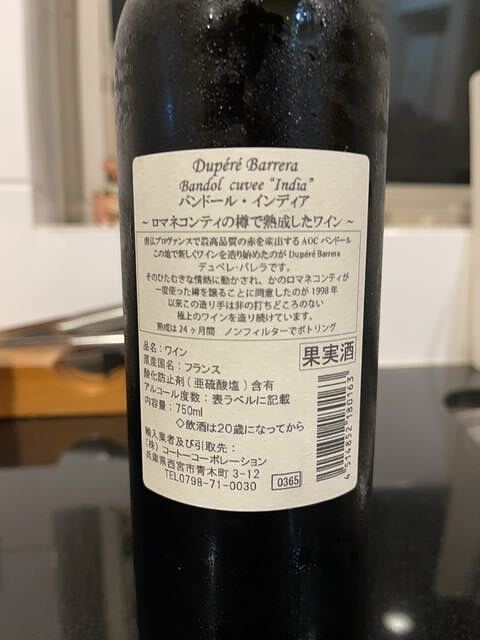 Dupéré Barrera
Bandol cuvee "India"
バンドール・インディア
~ ロマネコンティの樽で熟成したワイン ~
南仏プロヴァンスで最高品質の赤を産出する AOC バンドール
この地で新しくワインを造り始めたのが Dupéré Barrera
デュペレ・バレラです。
そのひたむきな情熱に動かされ、かのロマネコンティが
一度使った樽を譲ることに同意したのが 1998 年
以来この造り手は非の打ちどころのない
極上のワインを造り続けています。
熟成は 24 ヶ月間 ノンフィルターでボトリング
品名:ワイン
果実酒
原産国名:フランス
酸化防止剤(亜硫酸塩)含有
アルコール度数:表ラベルに記載
内容量:750ml
◇飲酒は20歳になってから
輸入業者及び引取先:
(株)コートーコーポレーション
兵庫県西宮市青木町 3-12
TEL0798-71-0030
0365
4 514852 180163